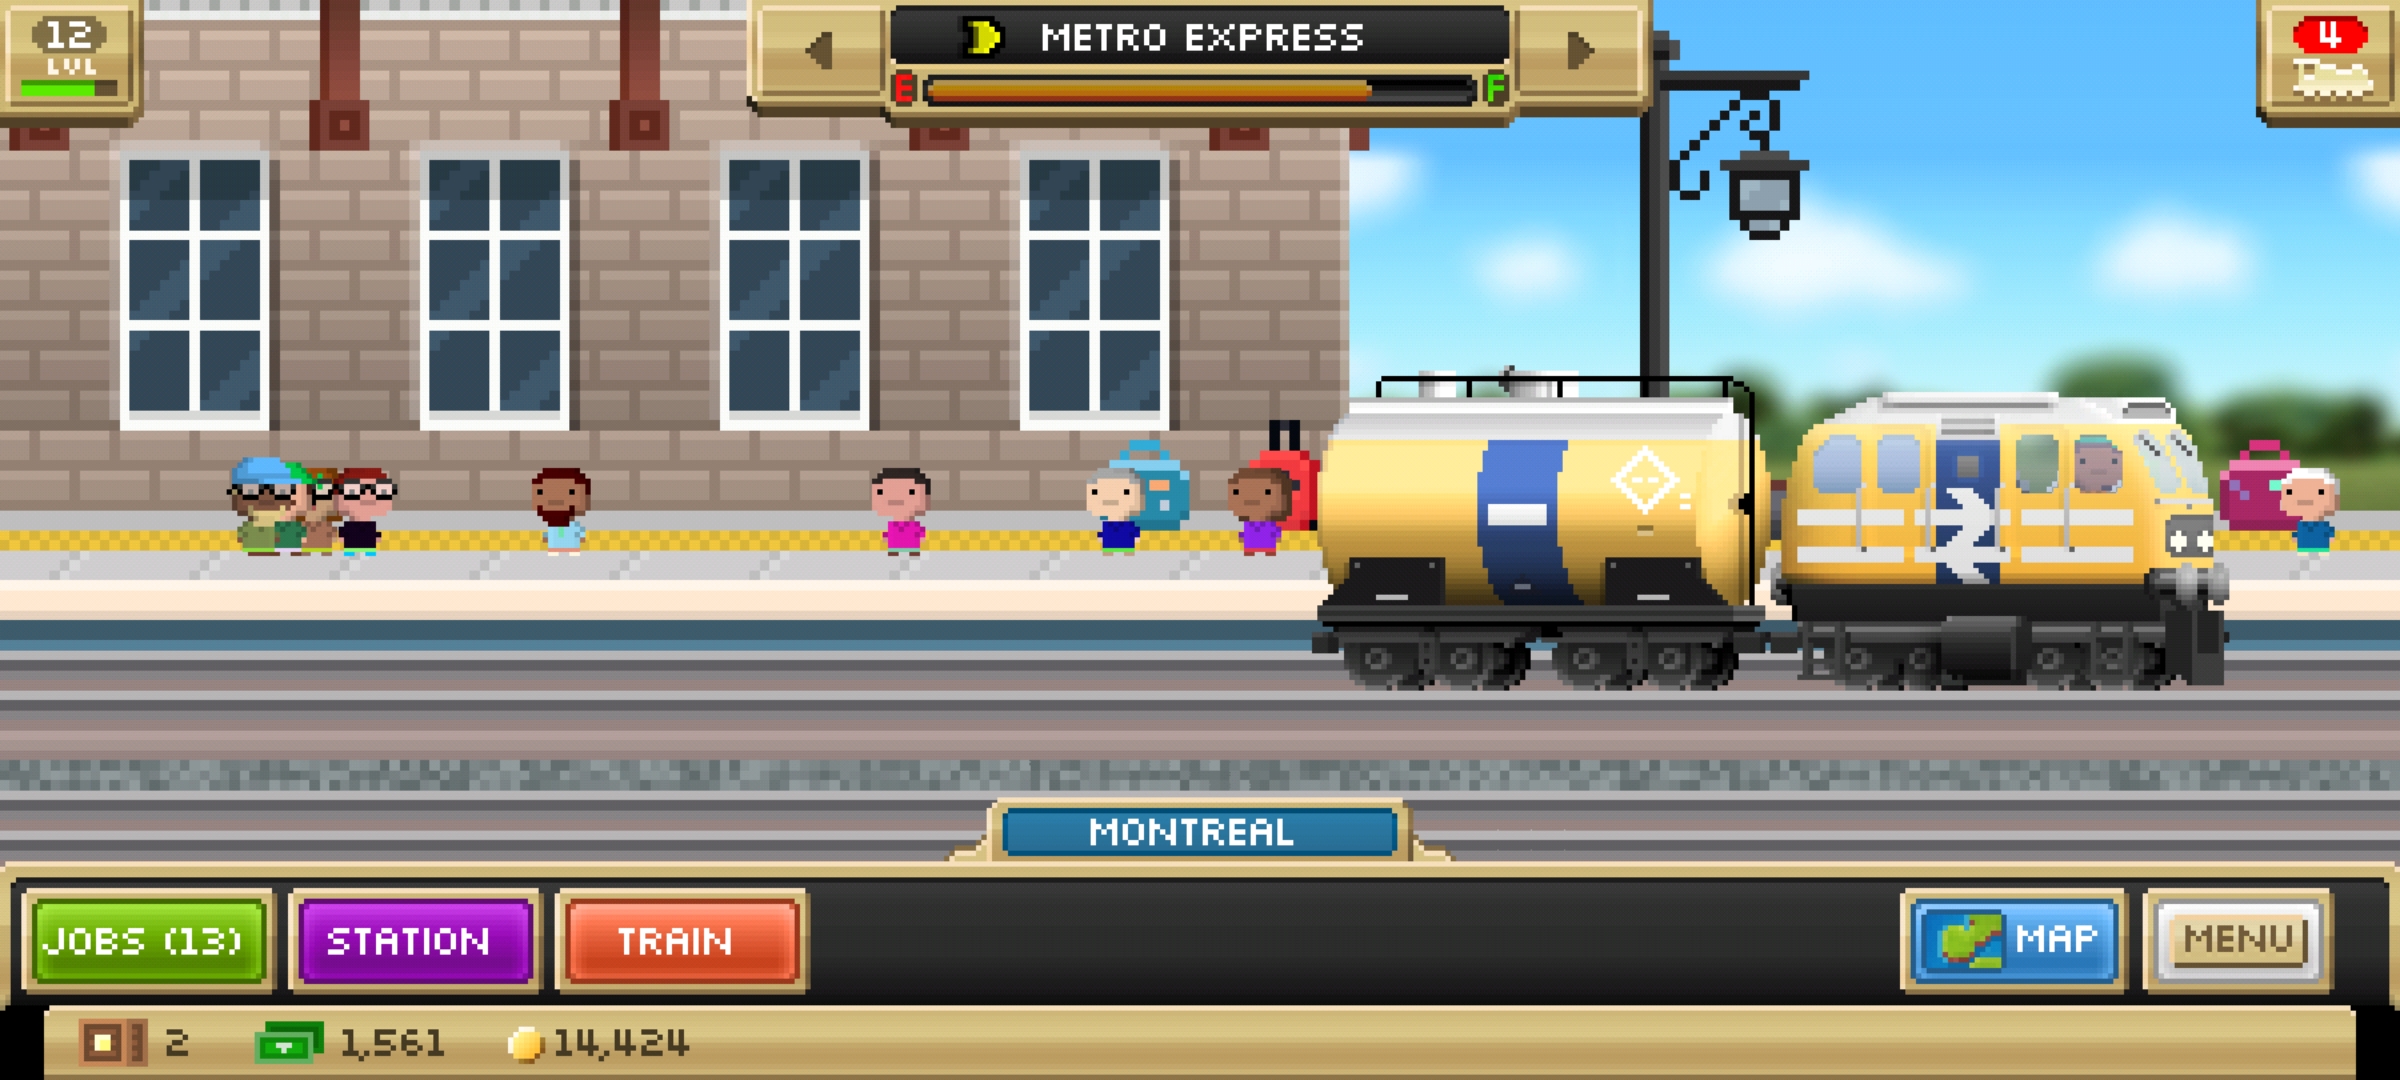 12
LVL
METRO EXPRESS
E F
4
MONTREAL
JOBS (13) STATION TRAIN MAP MENU
2 1,561 14,424